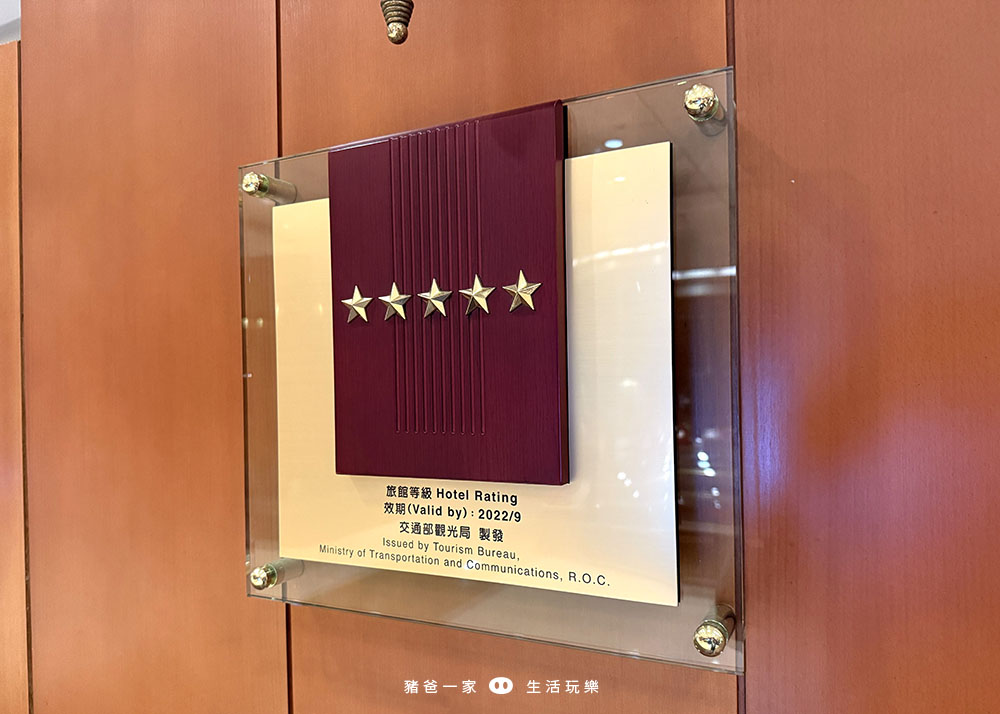 旅館等級 Hotel Rating
效期(Valid by)：2022/9
交通部觀光局 製發
Issued by Tourism Bureau,
Ministry of Transportation and Communications, R.O.C.
豬爸一家 生活玩樂